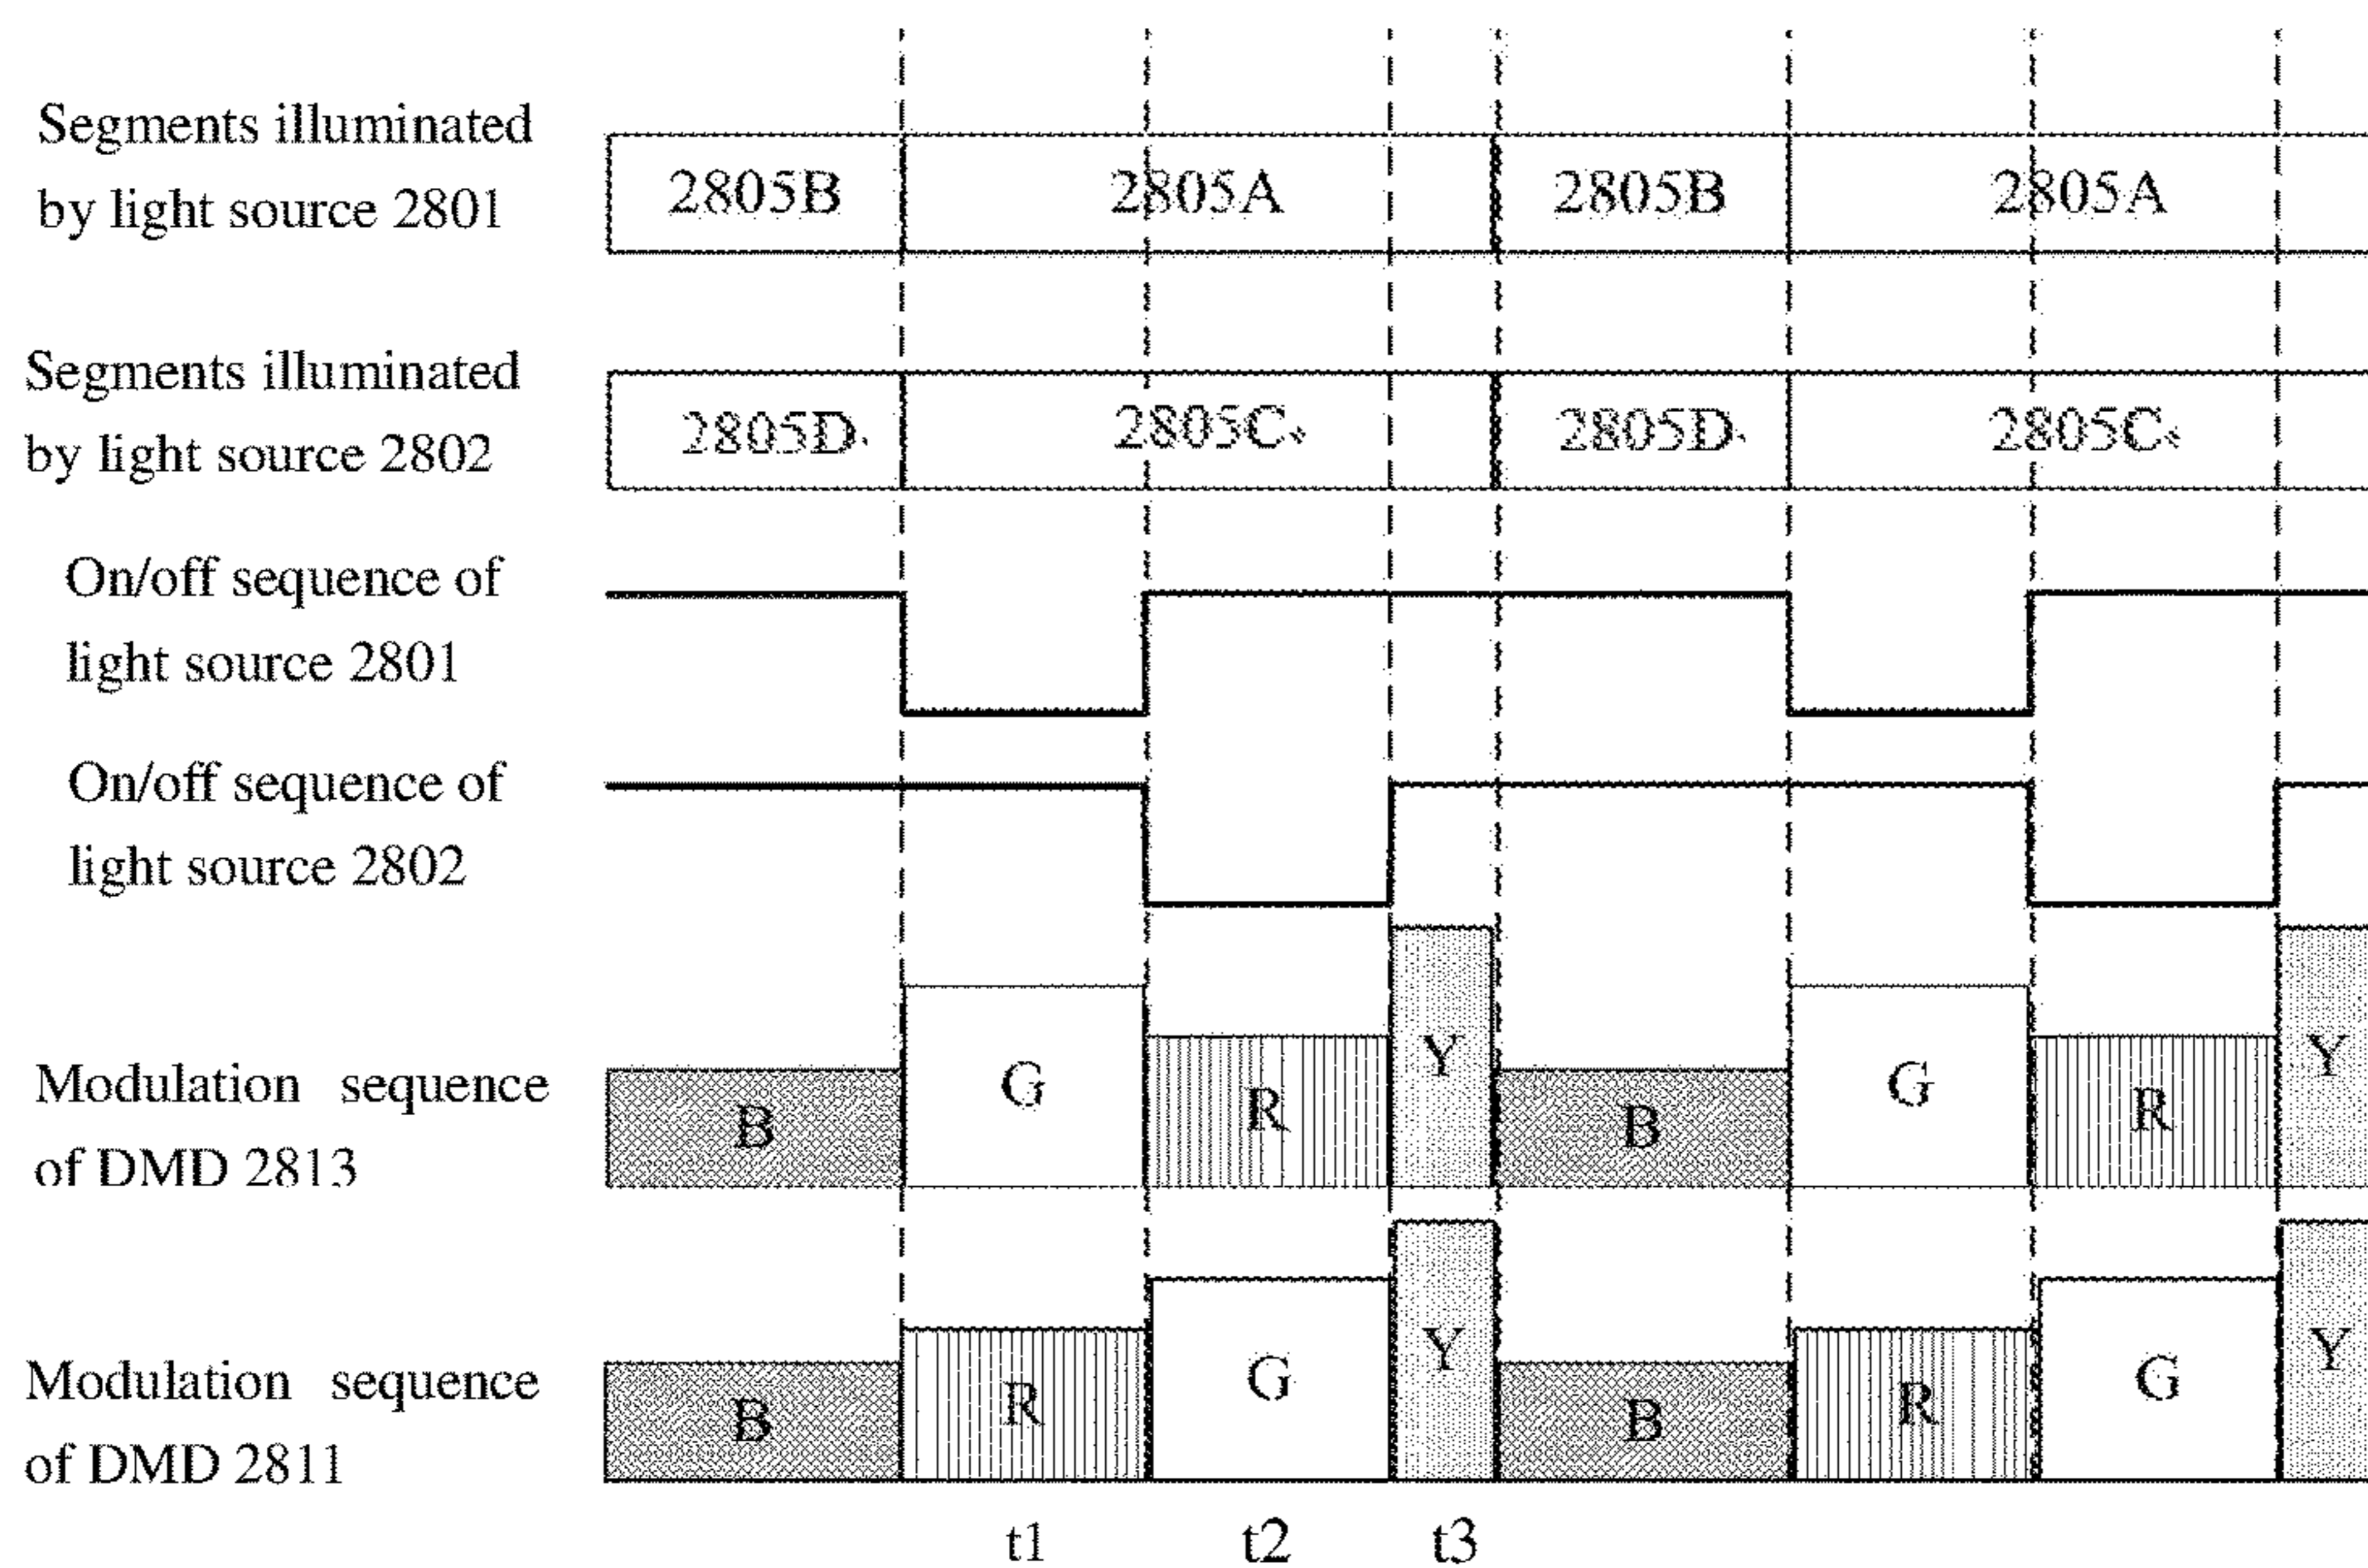 Segments illuminated
by light source 2801
2805B 2805A 2805B 2805A
Segments illuminated
by light source 2802
2805D 2805C 2805D 2805C
On/off sequence of
light source 2801
On/off sequence of
light source 2802
Modulation sequence
of DMD 2813
B G R Y B G R Y
Modulation sequence
of DMD 2811
B R G Y B R G Y
t1 t2 t3